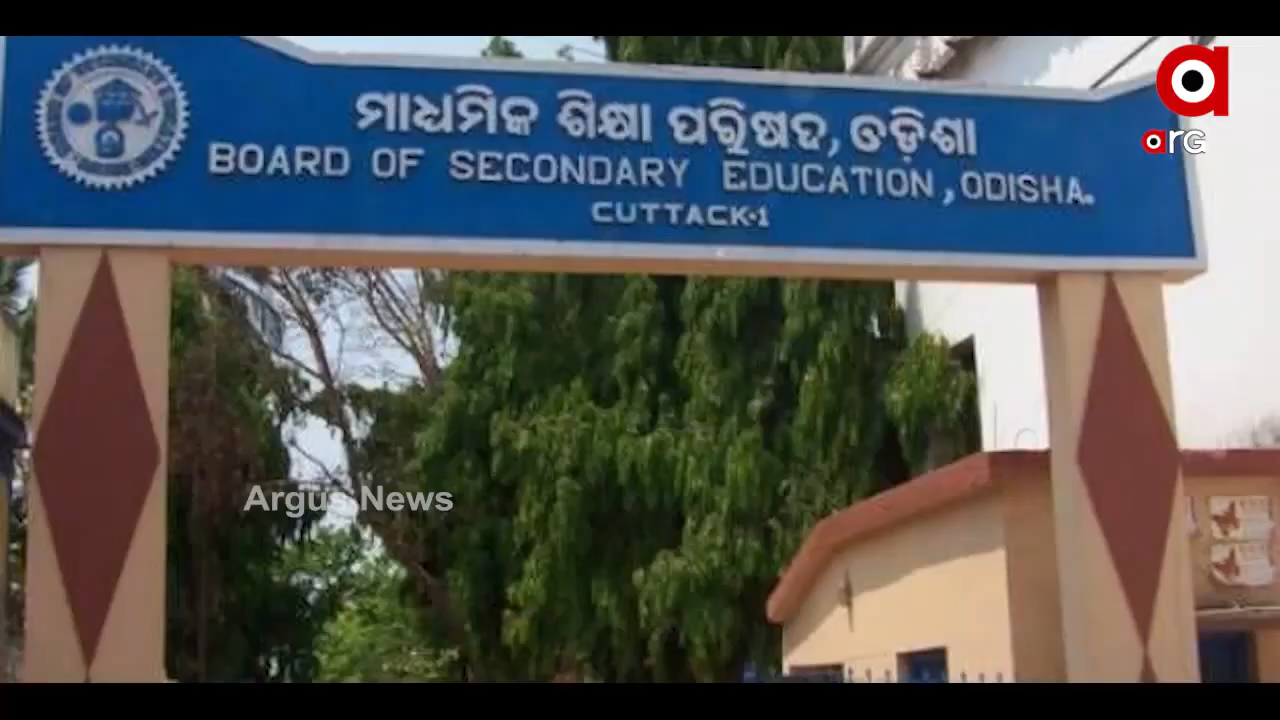 ମାଧ୍ୟମିକ ଶିକ୍ଷା ପରିଷଦ, ଓଡ଼ିଶା
BOARD OF SECONDARY EDUCATION, ODISHA.
CUTTACK-1
a
arG
Argus News